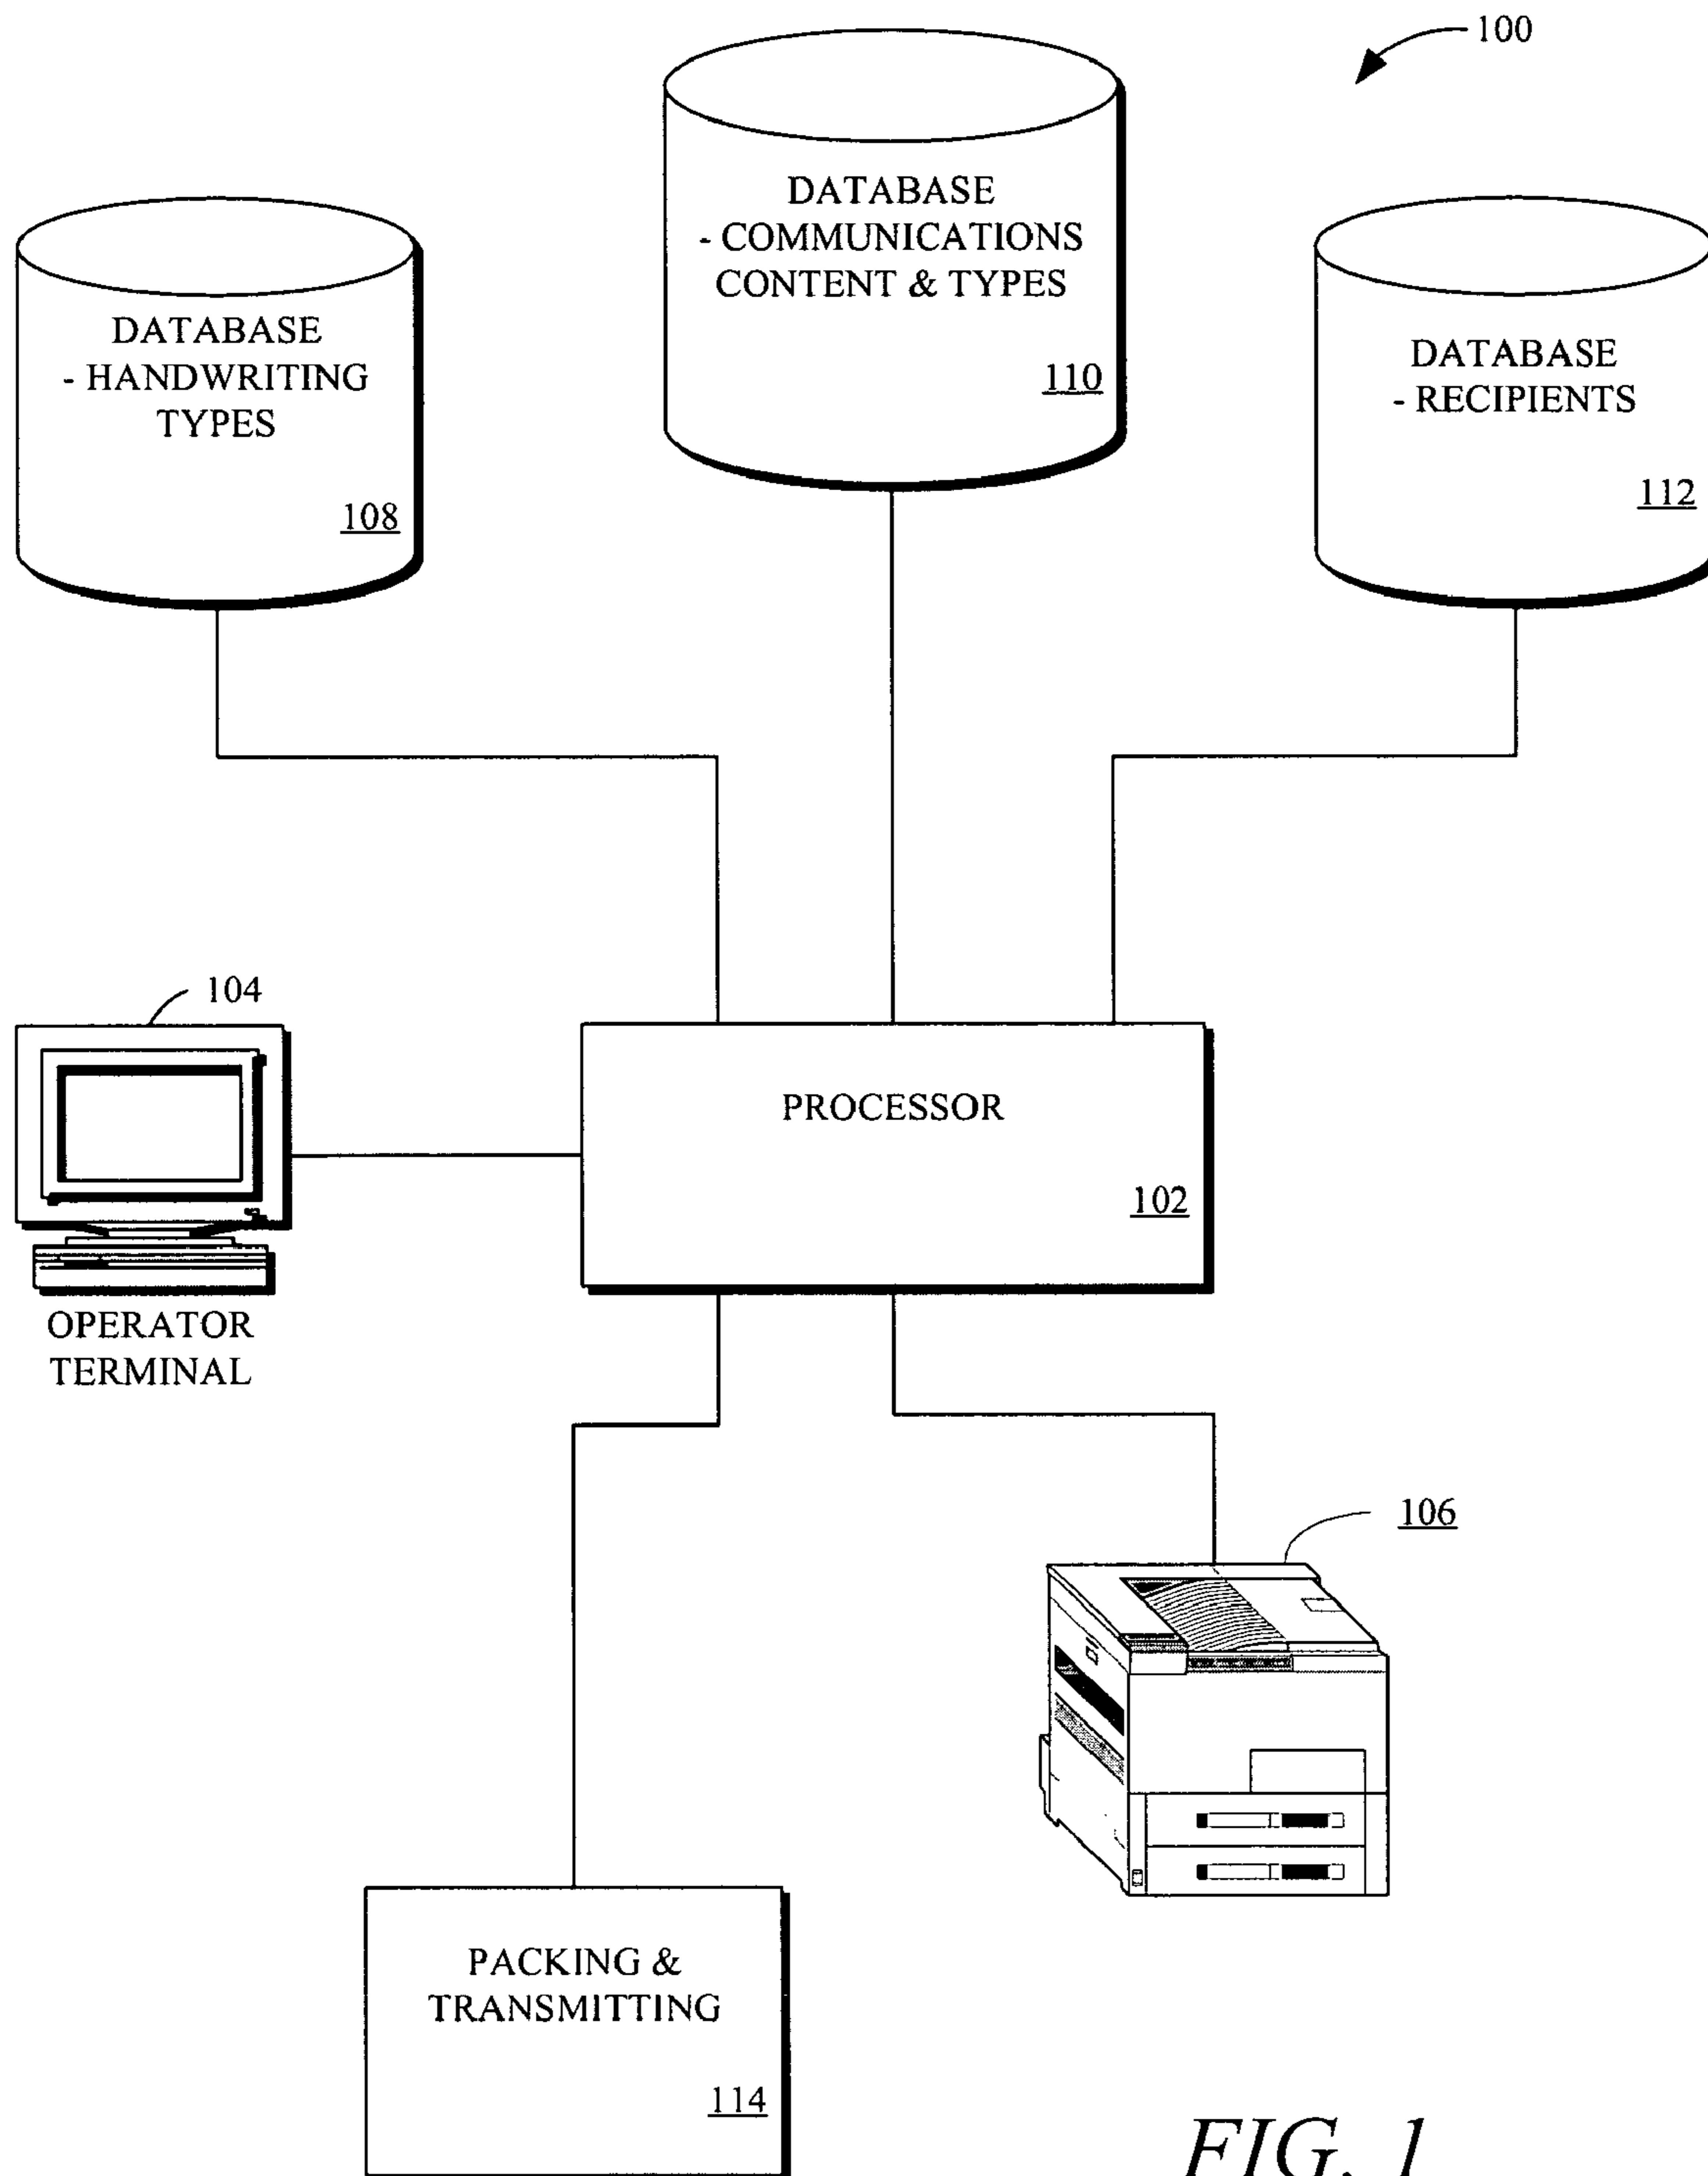 100
DATABASE
- COMMUNICATIONS
CONTENT & TYPES
110
DATABASE
- HANDWRITING
TYPES
108
DATABASE
- RECIPIENTS
112
104
PROCESSOR
102
OPERATOR
TERMINAL
106
PACKING &
TRANSMITTING
114
FIG. 1